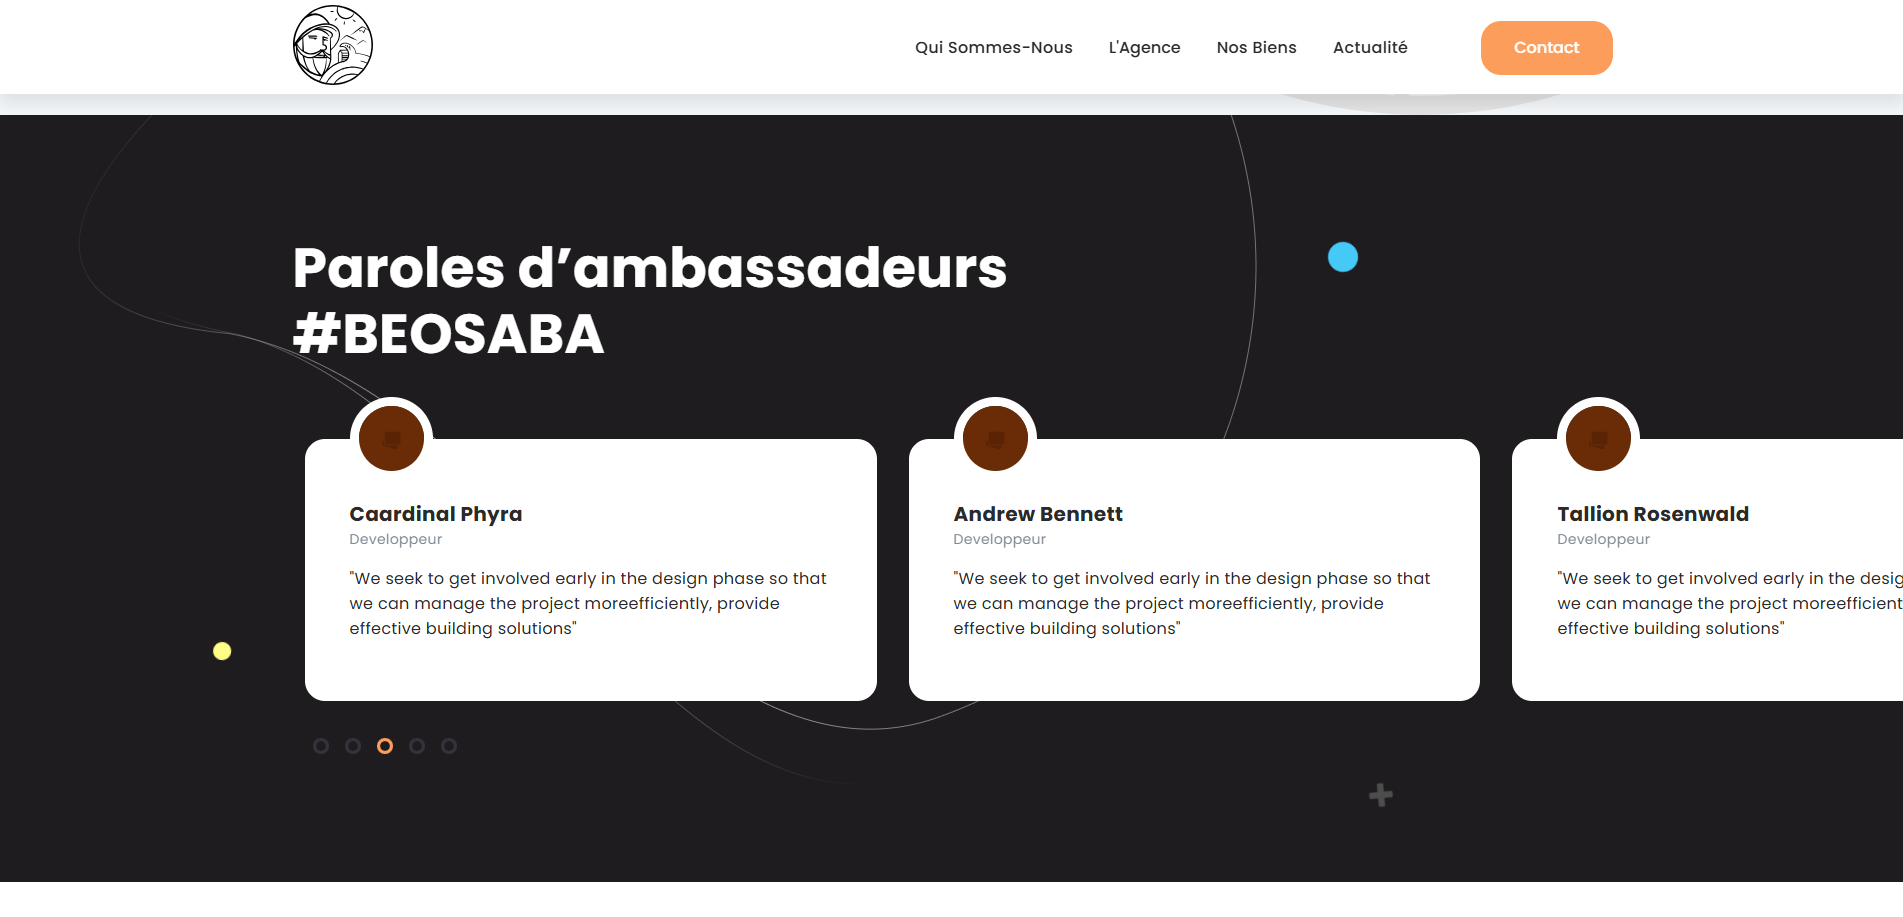 Qui Sommes-Nous L'Agence Nos Biens Actualité Contact
Paroles d’ambassadeurs
#BEOSABA
Caardinal Phyra
Developpeur
"We seek to get involved early in the design phase so that
we can manage the project moreefficiently, provide
effective building solutions"
Andrew Bennett
Developpeur
"We seek to get involved early in the design phase so that
we can manage the project moreefficiently, provide
effective building solutions"
Tallion Rosenwald
Developpeur
"We seek to get involved early in the desig
we can manage the project moreefficient
effective building solutions"